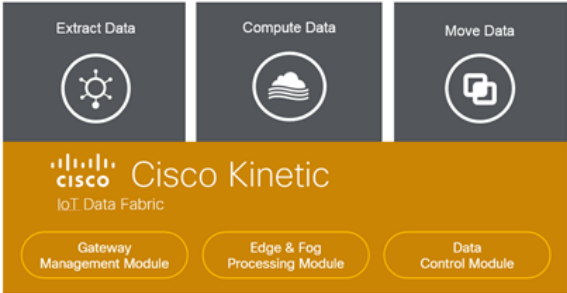 Extract Data
Compute Data
Move Data
CISCO Cisco Kinetic
IoT Data Fabric
Gateway
Management Module
Edge & Fog
Processing Module
Data
Control Module